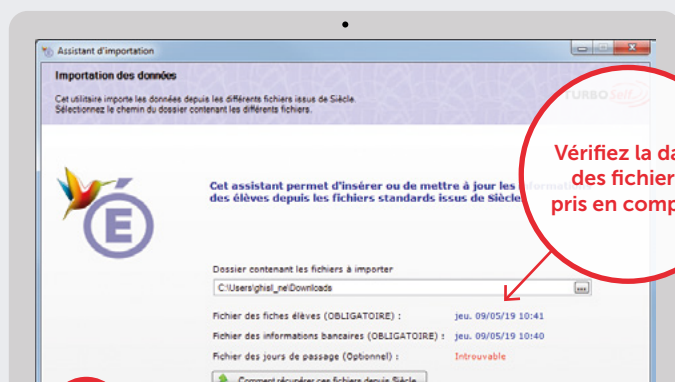 Assistant d'importation
Importation des données
Cet utilitaire importe les données depuis les différents fichiers issus de Siècle.
Sélectionnez le chemin du dossier contenant les différents fichiers.
TURBOSelf
Vérifiez la da
des fichier
pris en comp
Cet assistant permet d'insérer ou de mettre à jour les informations
des élèves depuis les fichiers standards issus de Siècle
É
Dossier contenant les fichiers à importer
C:\Users\ghisl_ne\Downloads
...
Fichier des fiches élèves (OBLIGATOIRE) : jeu. 09/05/19 10:41
Fichier des informations bancaires (OBLIGATOIRE) : jeu. 09/05/19 10:40
Fichier des jours de passage (Optionnel) : Introuvable
Comment récupérer ces fichiers depuis Siècle